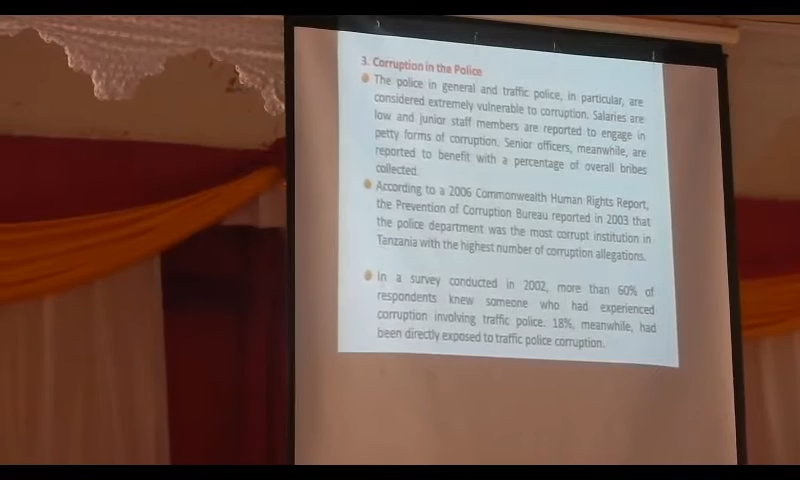 3. Corruption in the Police
The police in general and traffic police, in particular, are
considered extremely vulnerable to corruption. Salaries are
low and junior staff members are reported to engage in
petty forms of corruption. Senior officers, meanwhile, are
reported to benefit with a percentage of overall bribes
collected.
According to a 2006 Commonwealth Human Rights Report,
the Prevention of Corruption Bureau reported in 2003 that
the police department was the most corrupt institution in
Tanzania with the highest number of corruption allegations.
In a survey conducted in 2002, more than 60% of
respondents knew someone who had experienced
corruption involving traffic police. 18%, meanwhile, had
been directly exposed to traffic police corruption.